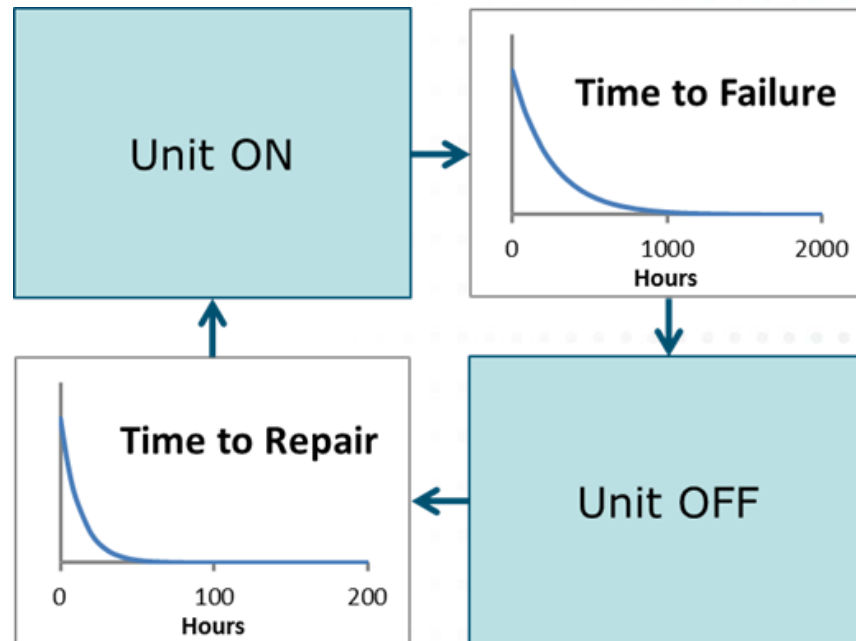 Unit ON
Time to Failure
0 1000 2000
Hours
Time to Repair
0 100 200
Hours
Unit OFF